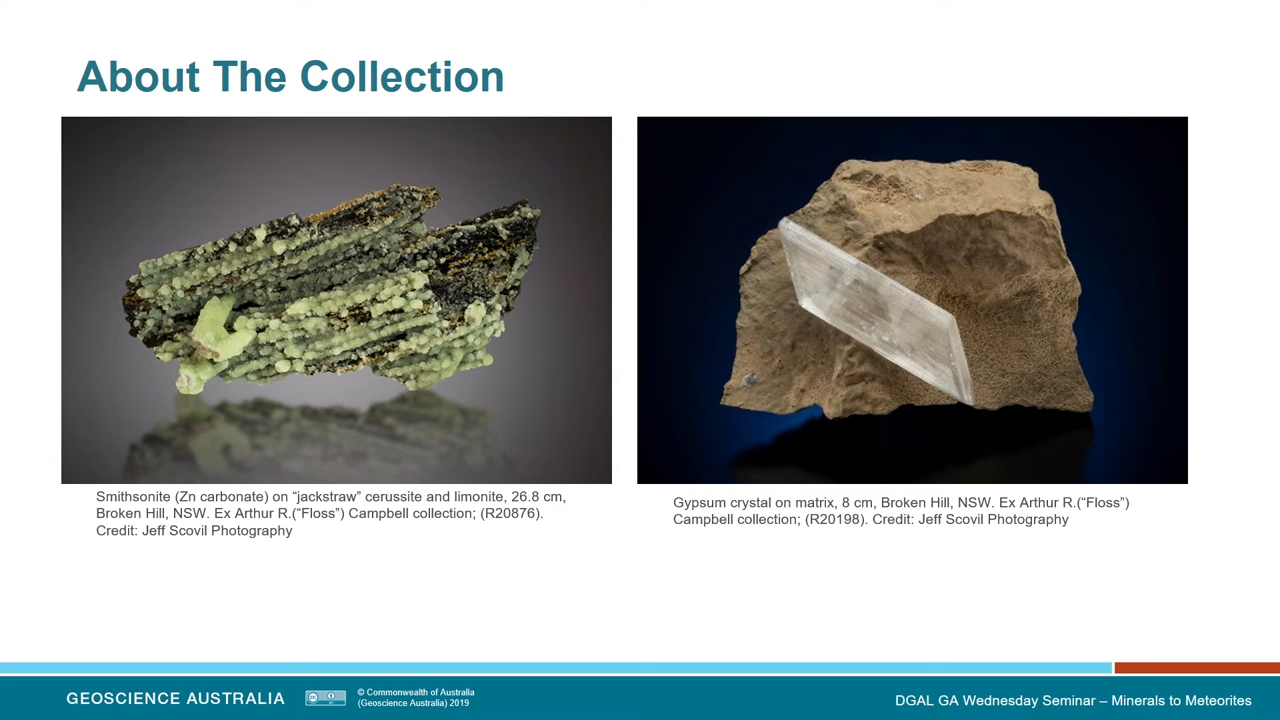 About The Collection
Smithsonite (Zn carbonate) on “jackstraw” cerussite and limonite, 26.8 cm,
Broken Hill, NSW. Ex Arthur R.(“Floss”) Campbell collection; (R20876).
Credit: Jeff Scovil Photography
Gypsum crystal on matrix, 8 cm, Broken Hill, NSW. Ex Arthur R.(“Floss”)
Campbell collection; (R20198). Credit: Jeff Scovil Photography
GEOSCIENCE AUSTRALIA
cc
BY
© Commonwealth of Australia
(Geoscience Australia) 2019
DGAL GA Wednesday Seminar – Minerals to Meteorites